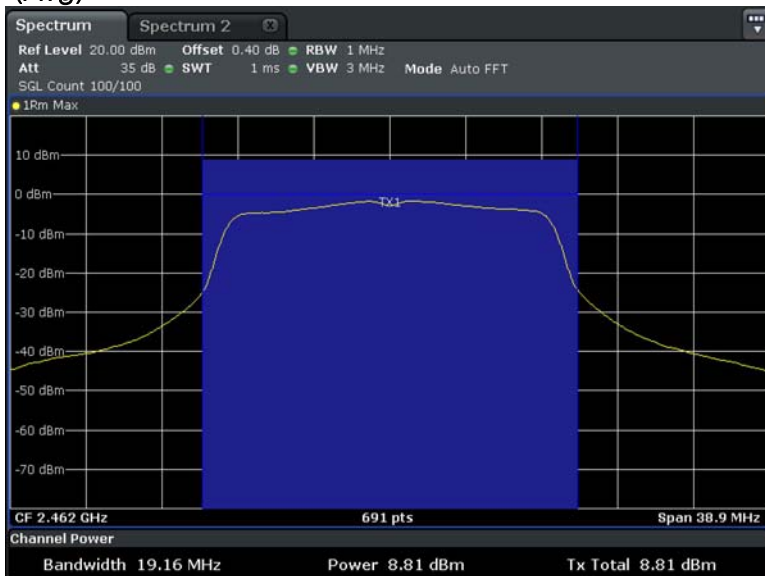 Spectrum Spectrum 2
Ref Level 20.00 dBm Offset 0.40 dB RBW 1 MHz
Att 35 dB SWT 1 ms VBW 3 MHz Mode Auto FFT
SGL Count 100/100
1Rm Max
10 dBm
0 dBm
TX1
-10 dBm
-20 dBm
-30 dBm
-40 dBm
-50 dBm
-60 dBm
-70 dBm
CF 2.462 GHz 691 pts Span 38.9 MHz
Channel Power
Bandwidth 19.16 MHz Power 8.81 dBm Tx Total 8.81 dBm